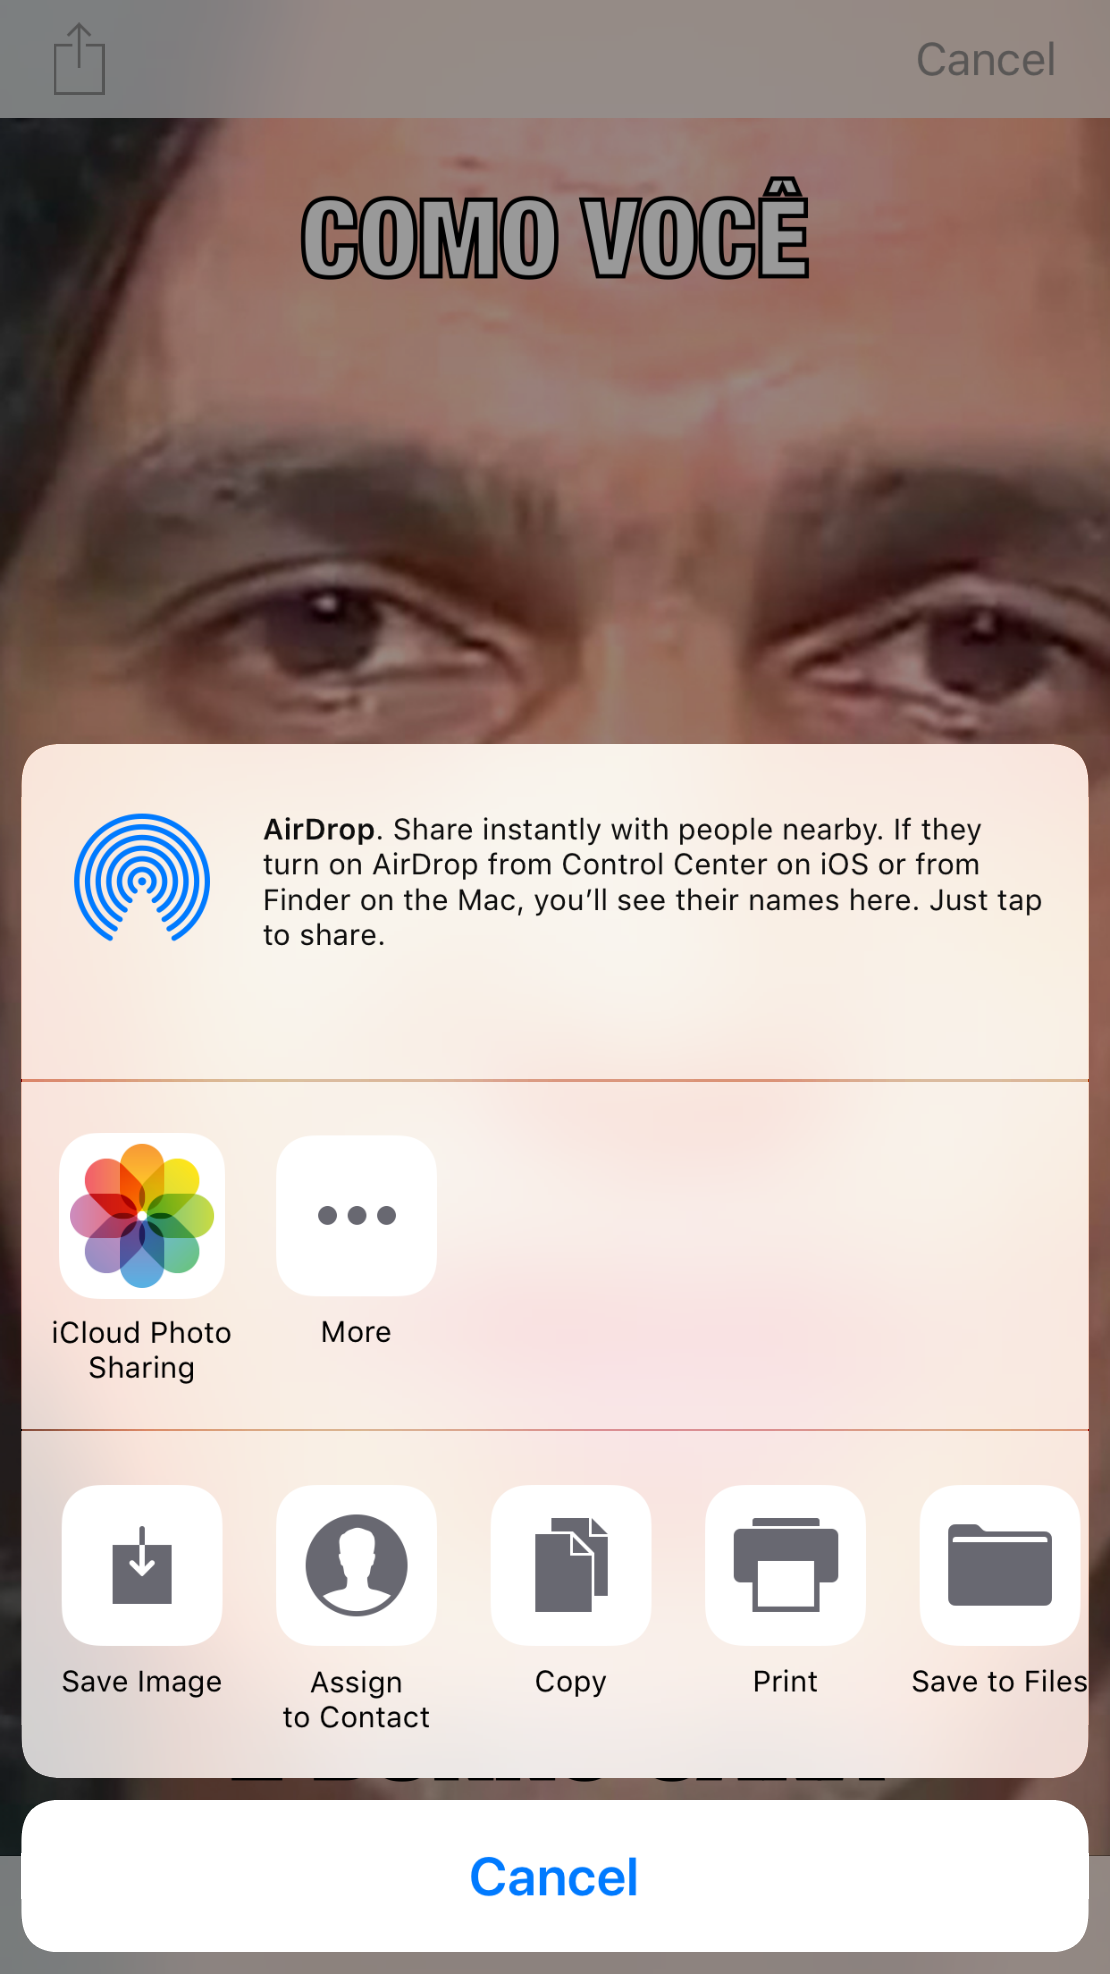 Cancel
COMO VOCÊ
AirDrop. Share instantly with people nearby. If they
turn on AirDrop from Control Center on iOS or from
Finder on the Mac, you’ll see their names here. Just tap
to share.
iCloud Photo
Sharing
More
Save Image
Assign
to Contact
Copy
Print
Save to Files
Cancel